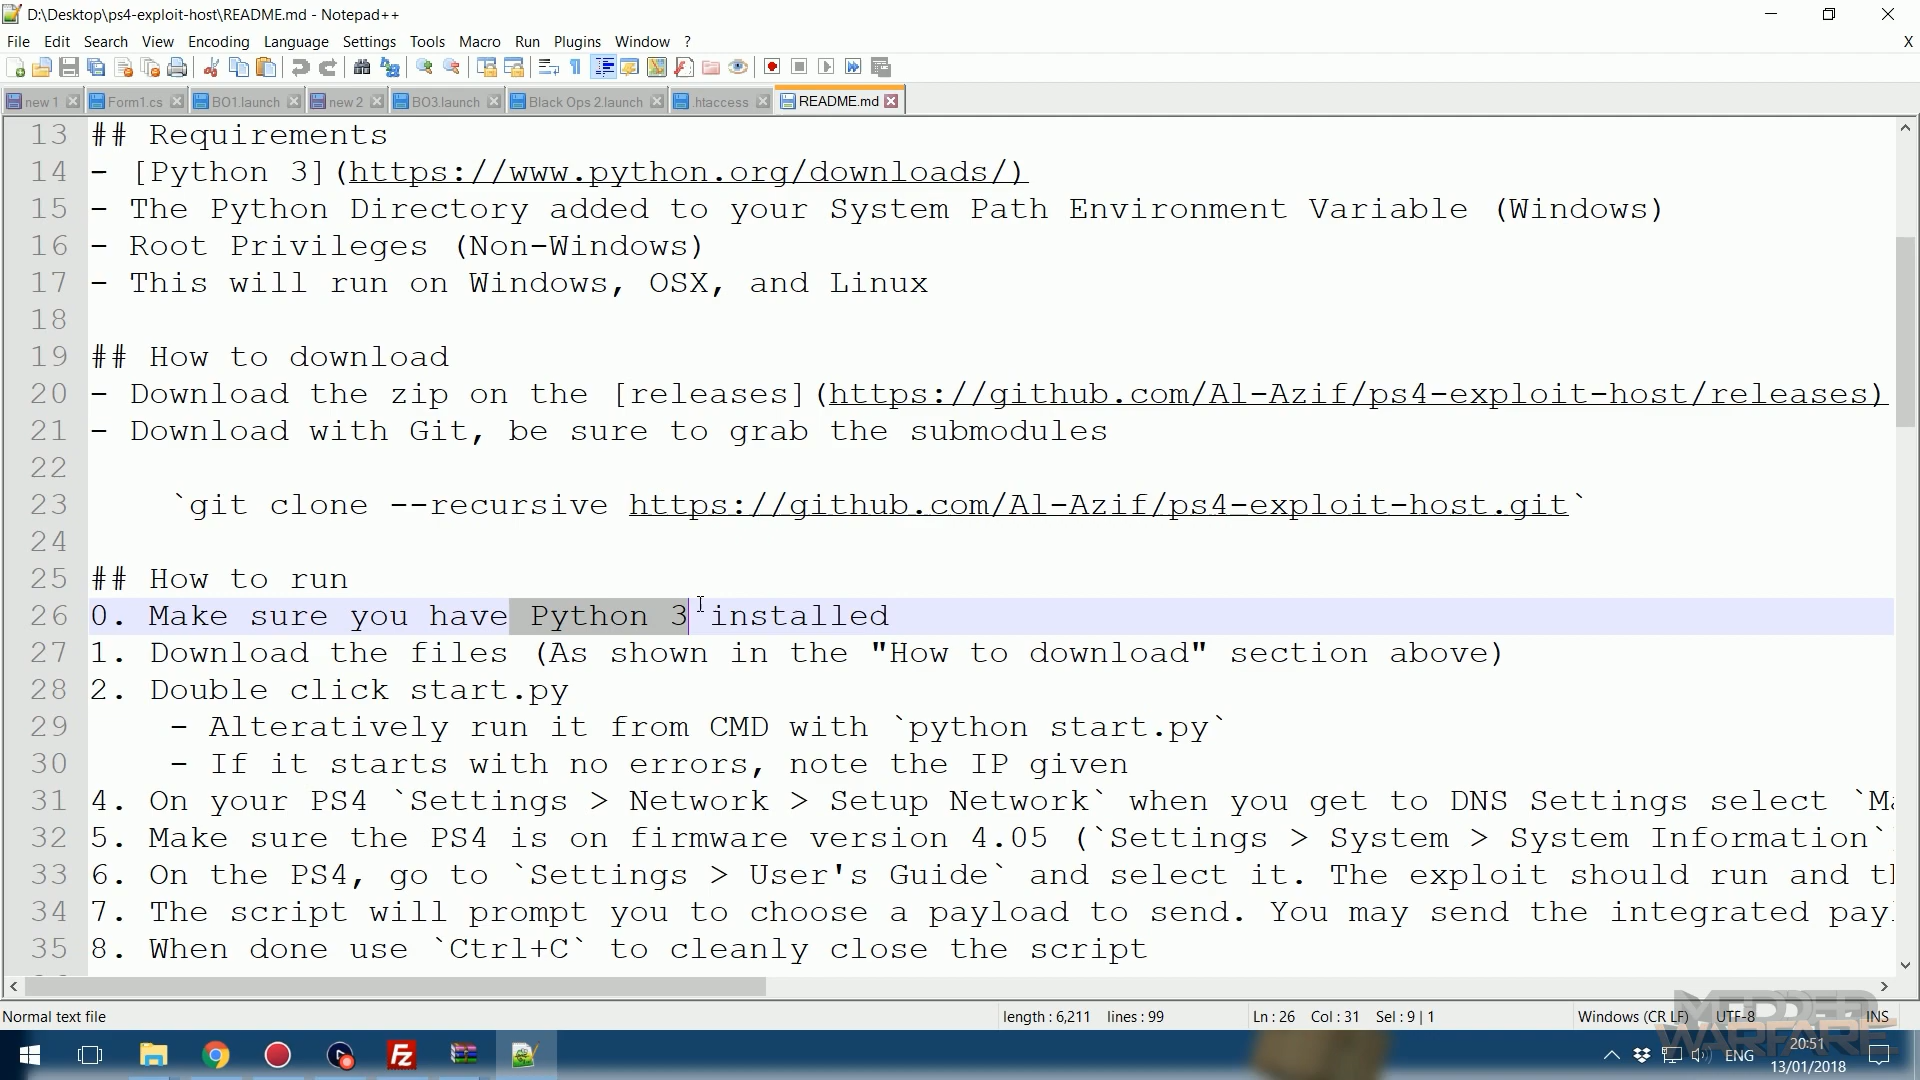 D:\Desktop\ps4-exploit-host\README.md - Notepad++
File Edit Search View Encoding Language Settings Tools Macro Run Plugins Window ?
X
new 1 Form1.cs BO1.launch new 2 BO3.launch Black Ops 2.launch .htaccess README.md
13 ## Requirements
14 - [Python 3](https://www.python.org/downloads/)
15 - The Python Directory added to your System Path Environment Variable (Windows)
16 - Root Privileges (Non-Windows)
17 - This will run on Windows, OSX, and Linux
18
19 ## How to download
20 - Download the zip on the [releases](https://github.com/Al-Azif/ps4-exploit-host/releases)
21 - Download with Git, be sure to grab the submodules
22
23 `git clone --recursive https://github.com/Al-Azif/ps4-exploit-host.git`
24
25 ## How to run
26 0. Make sure you have Python 3 installed
27 1. Download the files (As shown in the "How to download" section above)
28 2. Double click start.py
29 - Alteratively run it from CMD with `python start.py`
30 - If it starts with no errors, note the IP given
31 4. On your PS4 `Settings > Network > Setup Network` when you get to DNS Settings select `Ma
32 5. Make sure the PS4 is on firmware version 4.05 (`Settings > System > System Information`
33 6. On the PS4, go to `Settings > User's Guide` and select it. The exploit should run and th
34 7. The script will prompt you to choose a payload to send. You may send the integrated payl
35 8. When done use `Ctrl+C` to cleanly close the script
Normal text file length : 6,211 lines : 99 Ln : 26 Col : 31 Sel : 9 | 1 Windows (CR LF) UTF-8 INS
MODDED
WARFARE
ENG
20:51
13/01/2018